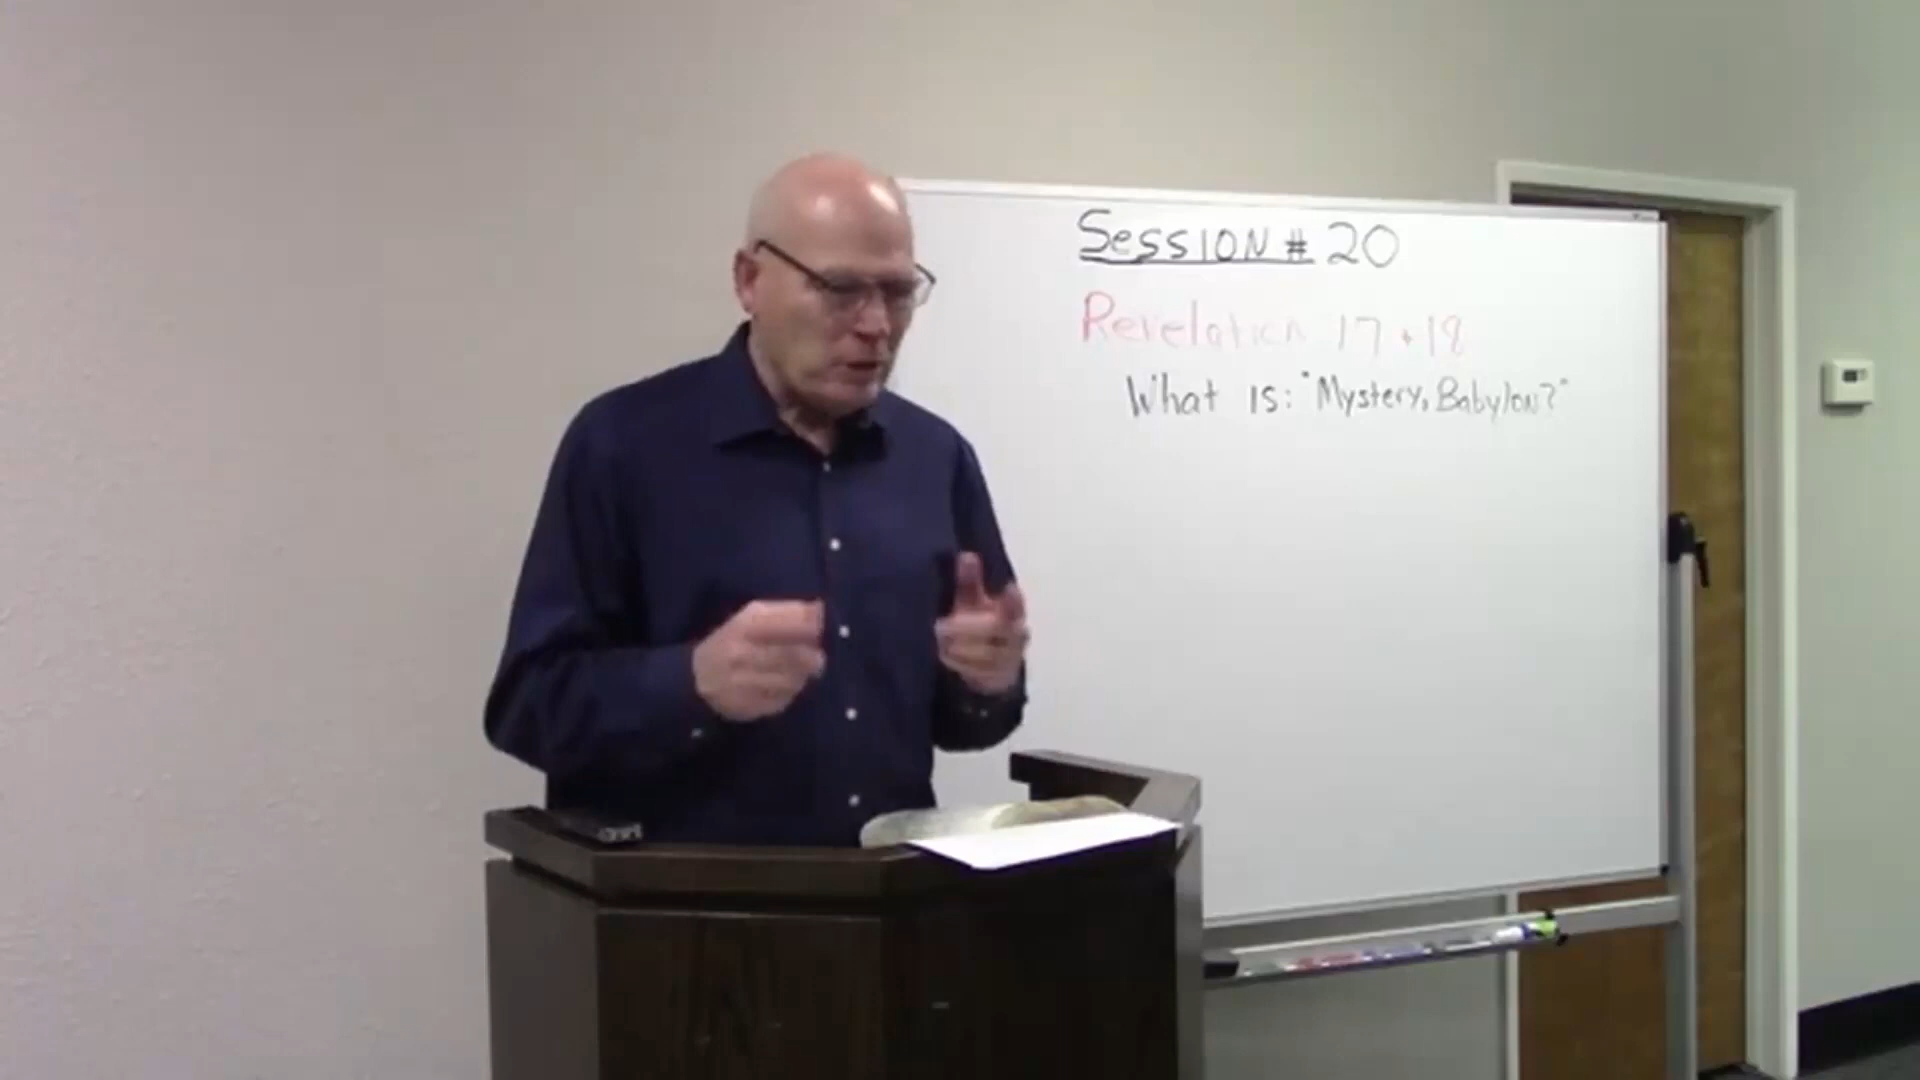 Session # 20
Revelation 17 + 18
What is: "Mystery, Babylon?"